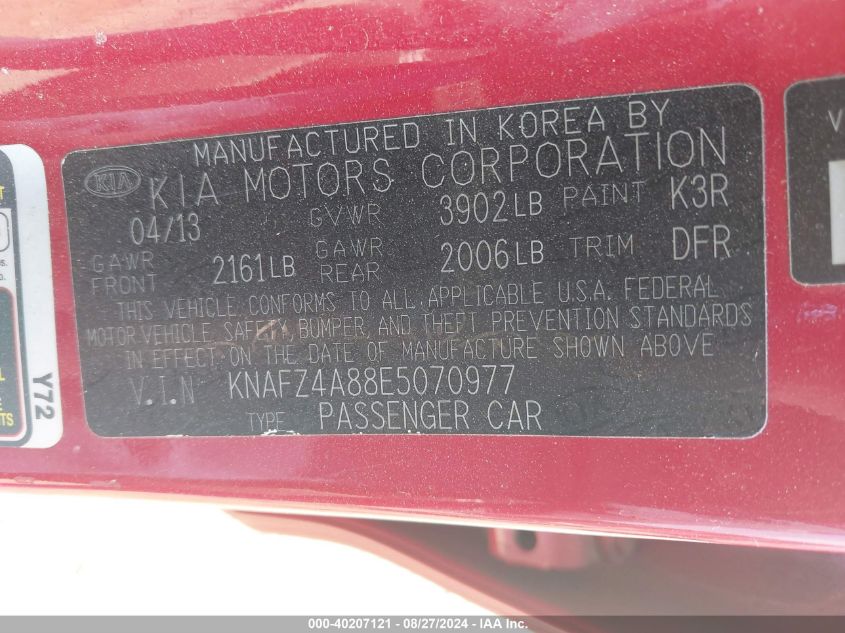 MANUFACTURED IN KOREA BY
KIA KIA MOTORS CORPORATION
04/13 GVWR 3902LB PAINT K3R
GAWR FRONT 2161LB GAWR REAR 2006LB TRIM DFR
THIS VEHICLE CONFORMS TO ALL APPLICABLE U.S.A. FEDERAL
MOTOR VEHICLE SAFETY, BUMPER, AND THEFT PREVENTION STANDARDS
IN EFFECT ON THE DATE OF MANUFACTURE SHOWN ABOVE
V.I.N KNAFZ4A88E5070977
TYPE PASSENGER CAR
Y72
000-40207121 - 08/27/2024 - IAA